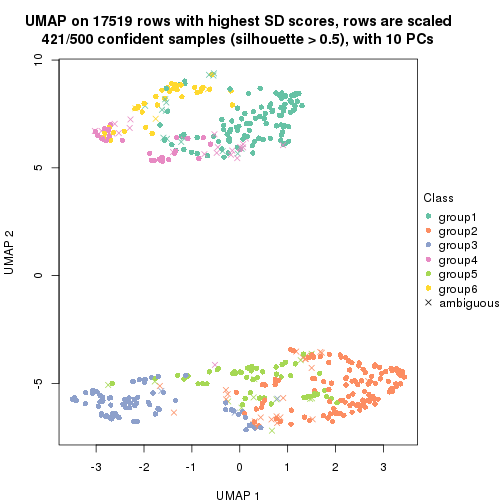 UMAP on 17519 rows with highest SD scores, rows are scaled
421/500 confident samples (silhouette > 0.5), with 10 PCs
10
5
0
-5
UMAP 2
-3
-2
-1
0
1
2
3
UMAP 1
Class
group1
group2
group3
group4
group5
group6
ambiguous